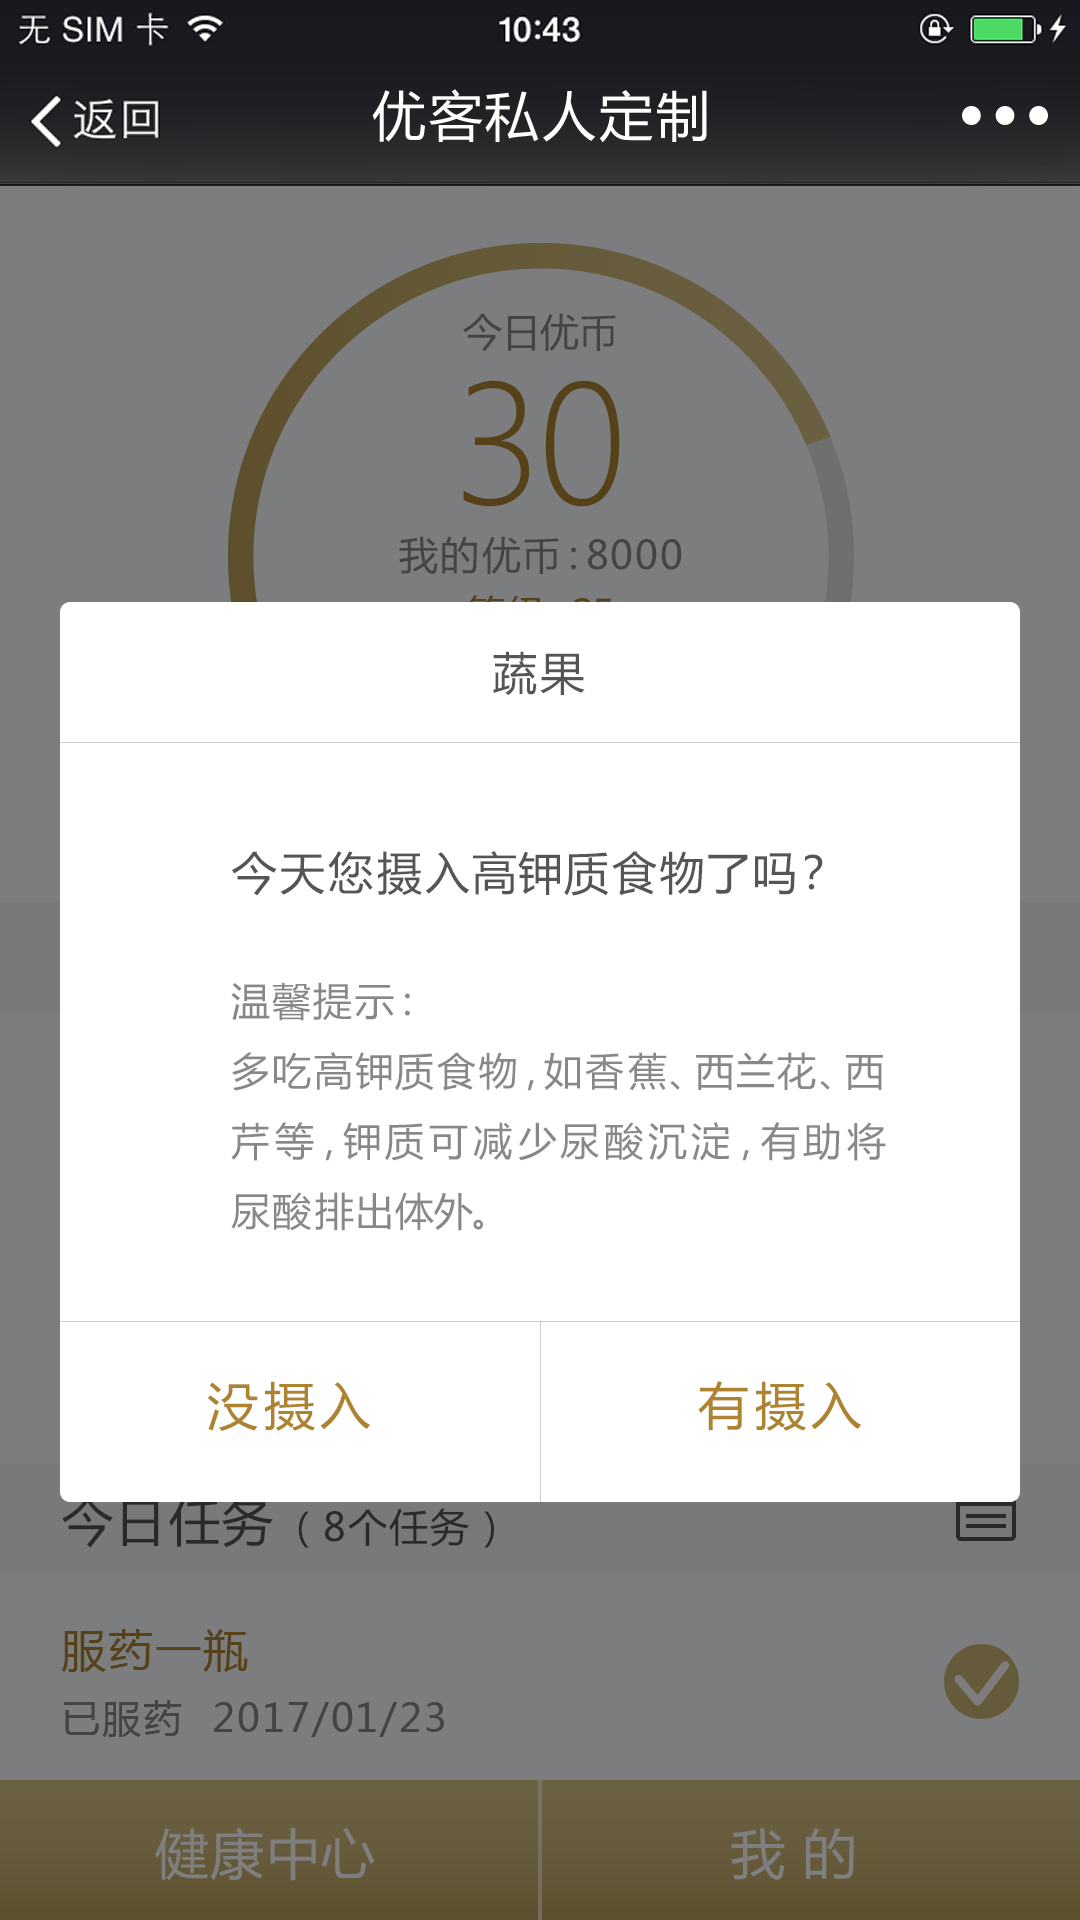 无 SIM 卡
10:43
返回
优客私人定制
今日优币
30
我的优币:8000
蔬果
今天您摄入高钾质食物了吗?
温馨提示:
多吃高钾质食物,如香蕉、西兰花、西
芹等,钾质可减少尿酸沉淀,有助将
尿酸排出体外。
没摄入
有摄入
今日任务(8个任务)
服药一瓶
已服药 2017/01/23
健康中心
我的